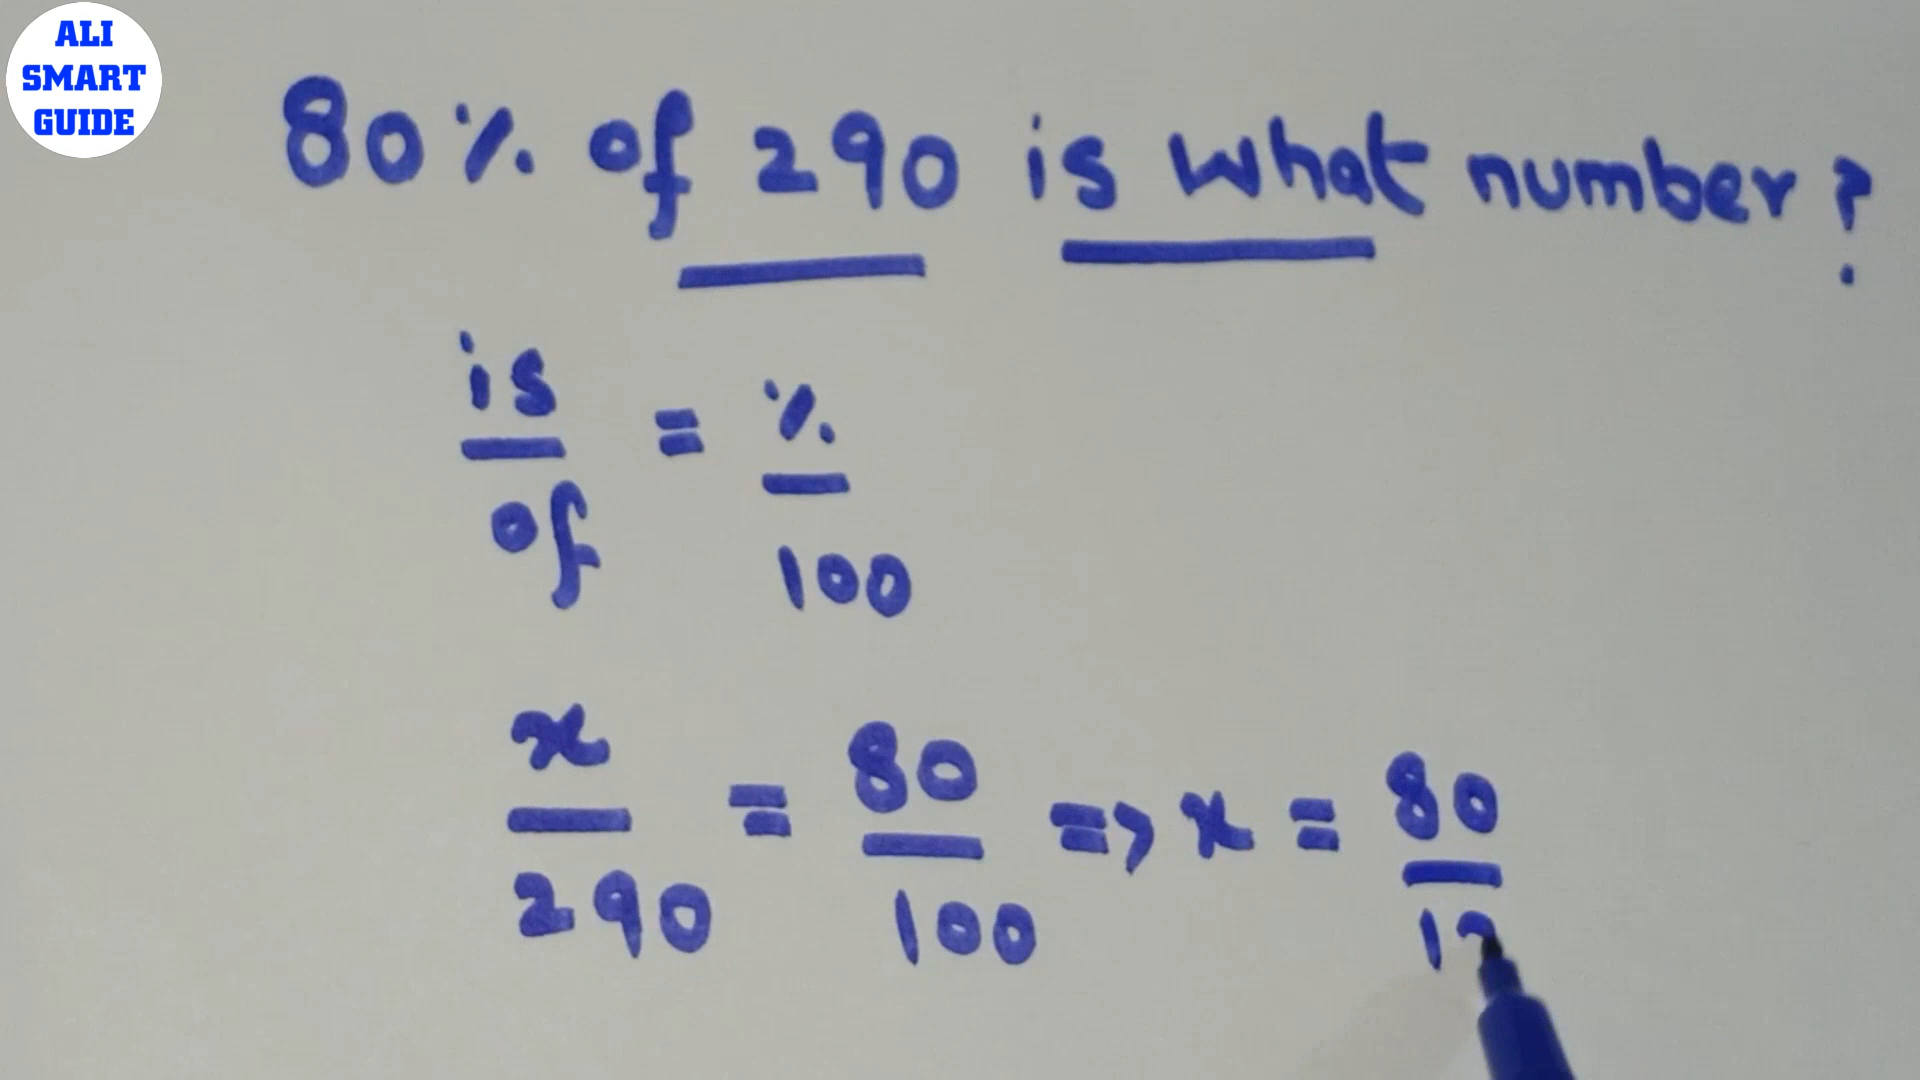 ALI
SMART
GUIDE
80% of 290 is what number?
is
of
=
%
100
x
290
=
80
100
=> x =
80